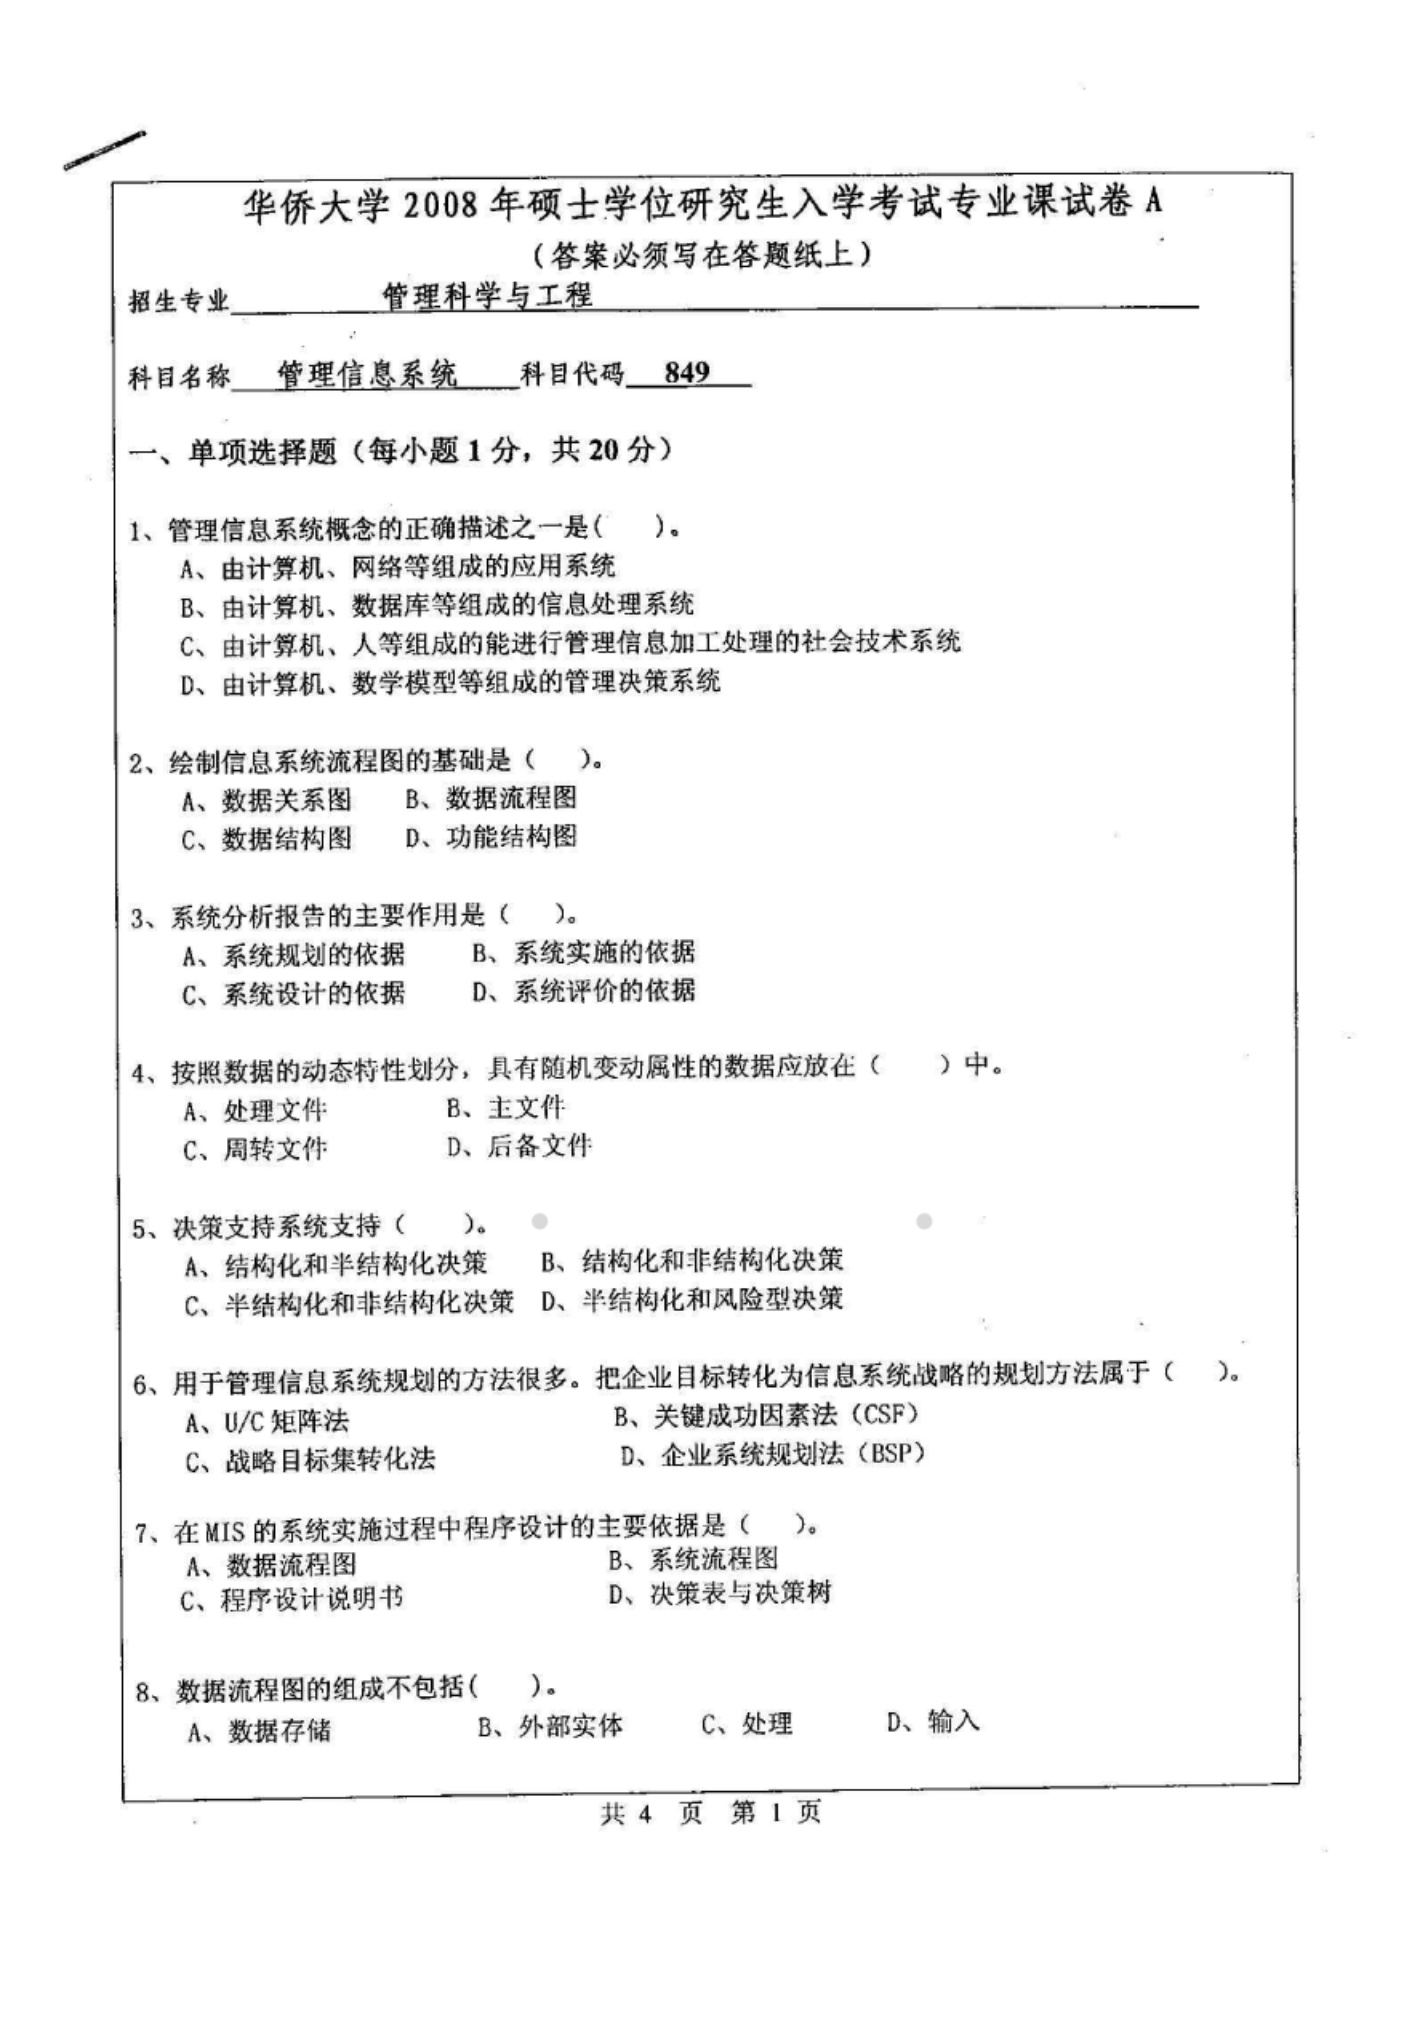 华侨大学 2008 年硕士学位研究生入学考试专业课试卷 A
（答案必须写在答题纸上）
招生专业 管理科学与工程
科目名称 管理信息系统 科目代码 849
一、单项选择题（每小题 1 分，共 20 分）
1、管理信息系统概念的正确描述之一是( )。
A、由计算机、网络等组成的应用系统
B、由计算机、数据库等组成的信息处理系统
C、由计算机、人等组成的能进行管理信息加工处理的社会技术系统
D、由计算机、数学模型等组成的管理决策系统
2、绘制信息系统流程图的基础是（ ）。
A、数据关系图 B、数据流程图
C、数据结构图 D、功能结构图
3、系统分析报告的主要作用是（ ）。
A、系统规划的依据 B、系统实施的依据
C、系统设计的依据 D、系统评价的依据
4、按照数据的动态特性划分，具有随机变动属性的数据应放在（ ）中。
A、处理文件 B、主文件
C、周转文件 D、后备文件
5、决策支持系统支持（ ）。
A、结构化和半结构化决策 B、结构化和非结构化决策
C、半结构化和非结构化决策 D、半结构化和风险型决策
6、用于管理信息系统规划的方法很多。把企业目标转化为信息系统战略的规划方法属于（ ）。
A、U/C 矩阵法 B、关键成功因素法（CSF）
C、战略目标集转化法 D、企业系统规划法（BSP）
7、在 MIS 的系统实施过程中程序设计的主要依据是（ ）。
A、数据流程图 B、系统流程图
C、程序设计说明书 D、决策表与决策树
8、数据流程图的组成不包括( )。
A、数据存储 B、外部实体 C、处理 D、输入
共 4 页 第 1 页